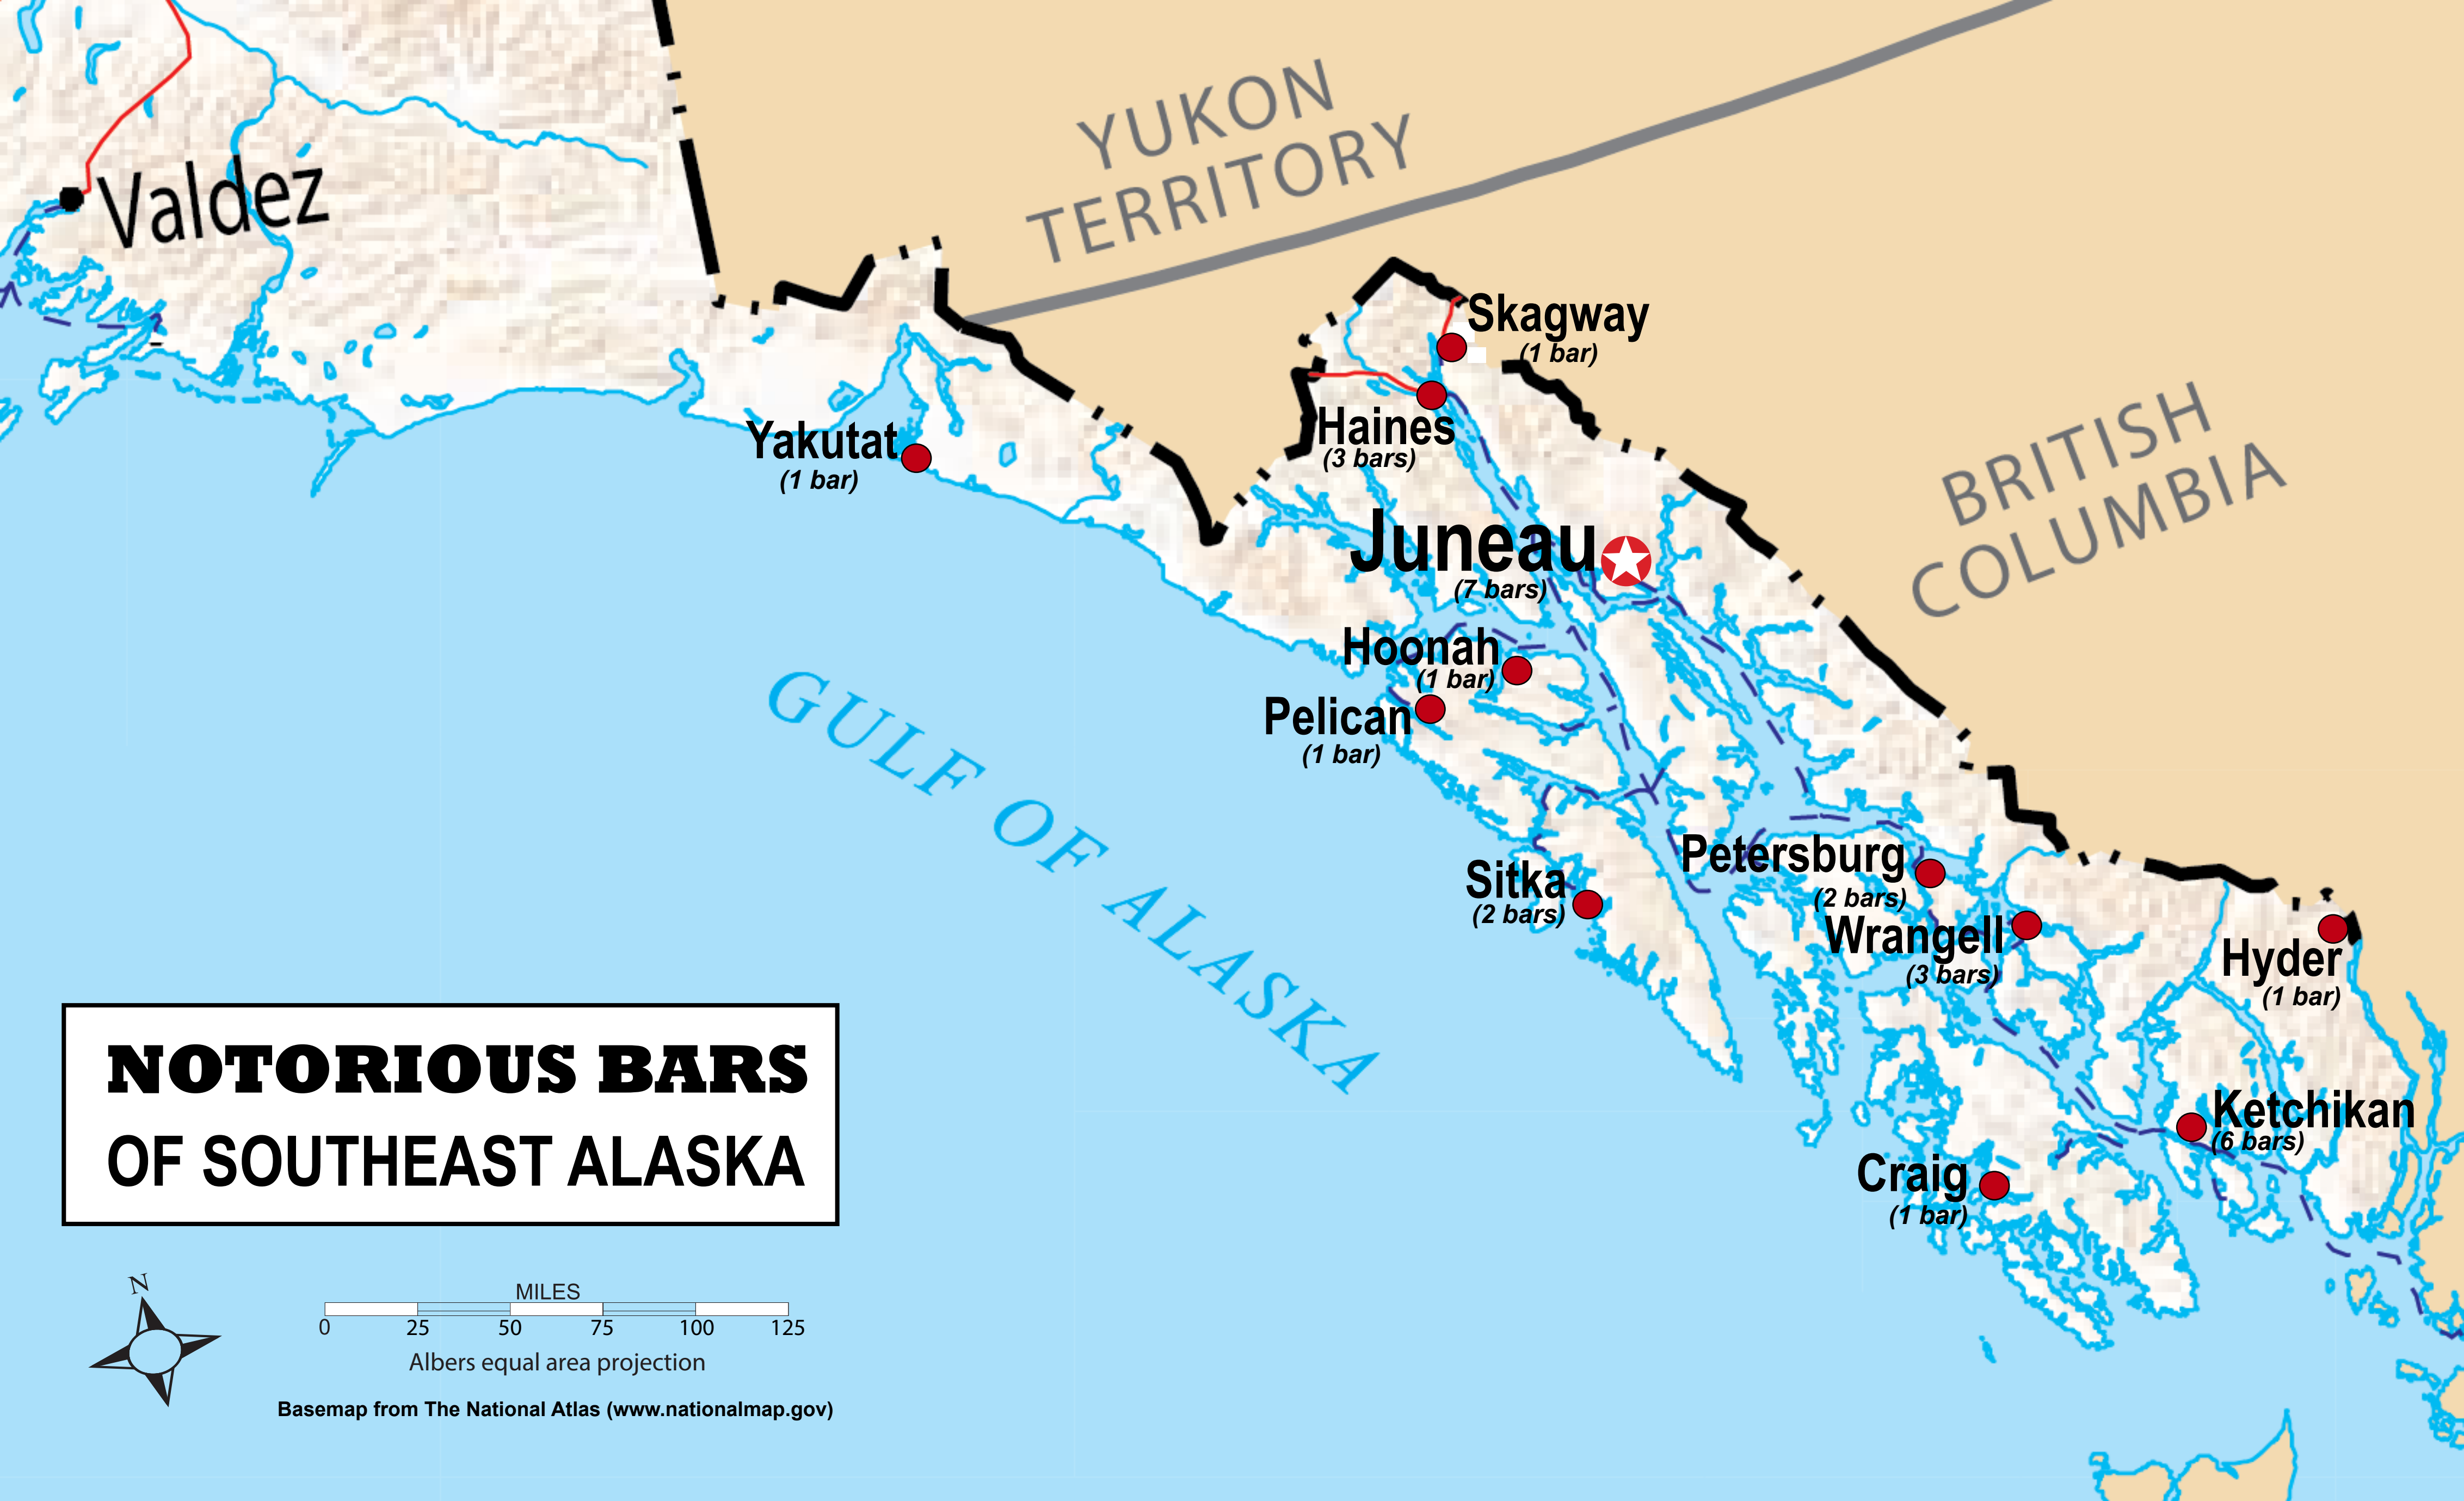 YUKON
TERRITORY
Valdez
Skagway
(1 bar)
Haines
(3 bars)
Yakutat
(1 bar)
BRITISH
COLUMBIA
Juneau
(7 bars)
Hoonah
(1 bar)
Pelican
(1 bar)
GULF OF ALASKA
Petersburg
(2 bars)
Sitka
(2 bars)
Wrangell
(3 bars)
Hyder
(1 bar)
Ketchikan
(6 bars)
Craig
(1 bar)
NOTORIOUS BARS
OF SOUTHEAST ALASKA
N
MILES
0 25 50 75 100 125
Albers equal area projection
Basemap from The National Atlas (www.nationalmap.gov)